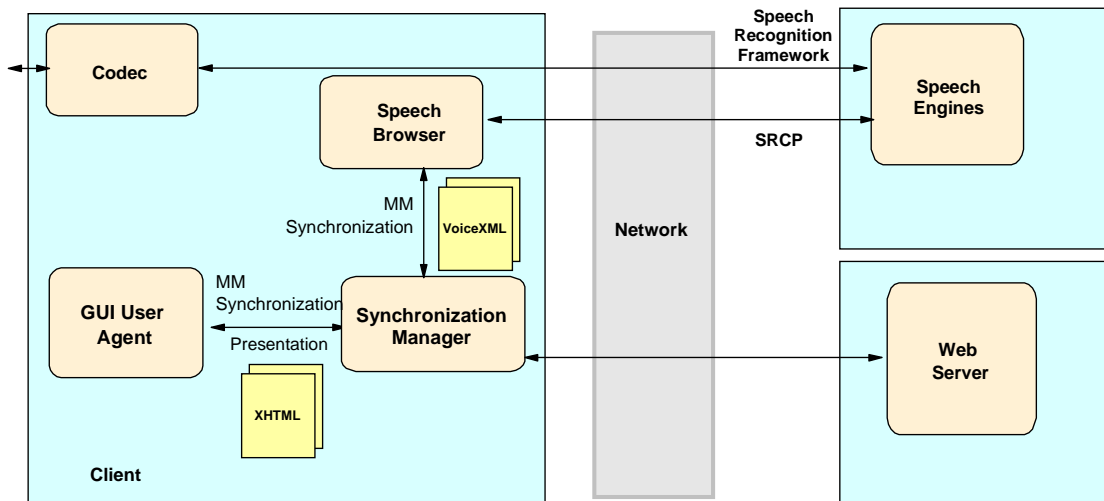 Speech
Recognition
Framework
Codec
Speech
Engines
Speech
Browser
SRCP
MM
Synchronization
VoiceXML
Network
MM
Synchronization
GUI User
Agent
Synchronization
Manager
Presentation
Web
Server
XHTML
Client